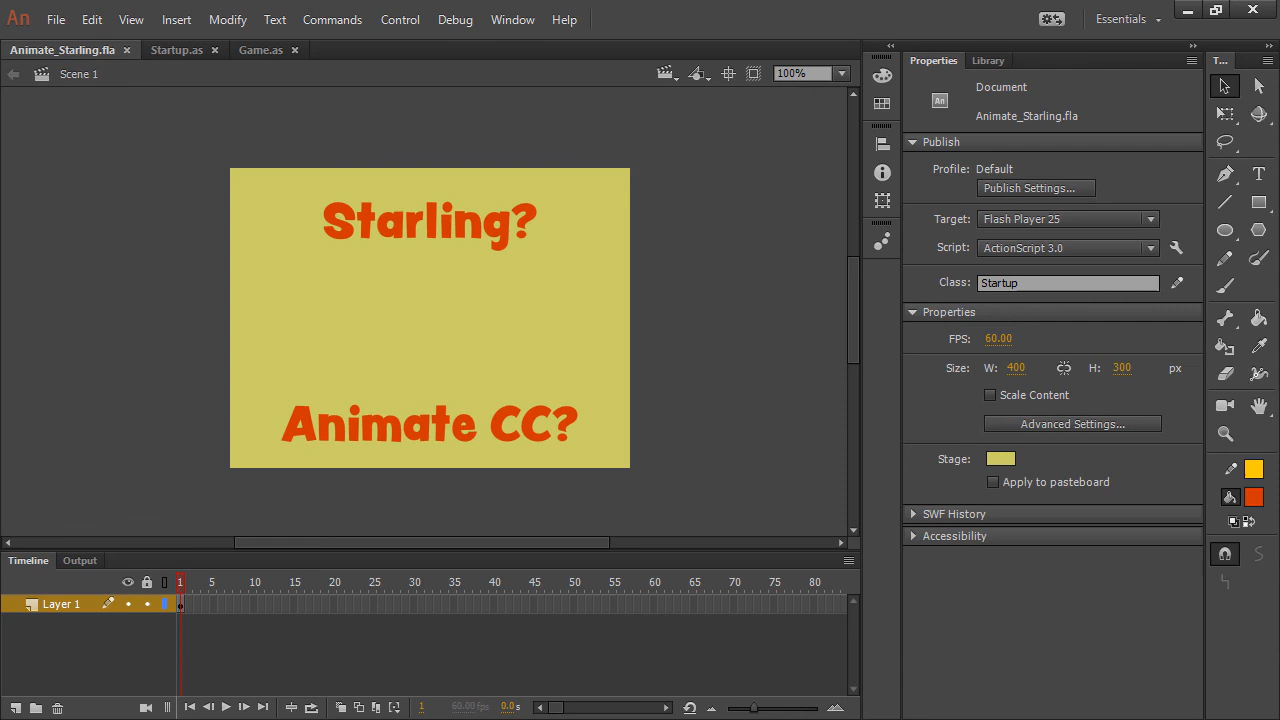 An File Edit View Insert Modify Text Commands Control Debug Window Help Essentials
Animate_Starling.fla × Startup.as × Game.as ×
Scene 1 100%
Starling?
Animate CC?
Properties Library T...
An Document
Animate_Starling.fla
Publish
Profile: Default
Publish Settings...
Target: Flash Player 25
Script: ActionScript 3.0
Class: Startup
Properties
FPS: 60.00
Size: W: 400 H: 300 px
Scale Content
Advanced Settings...
Stage:
Apply to pasteboard
SWF History
Accessibility
T
Timeline Output
1 5 10 15 20 25 30 35 40 45 50 55 60 65 70 75 80
Layer 1
1 60.00 fps 0.0 s